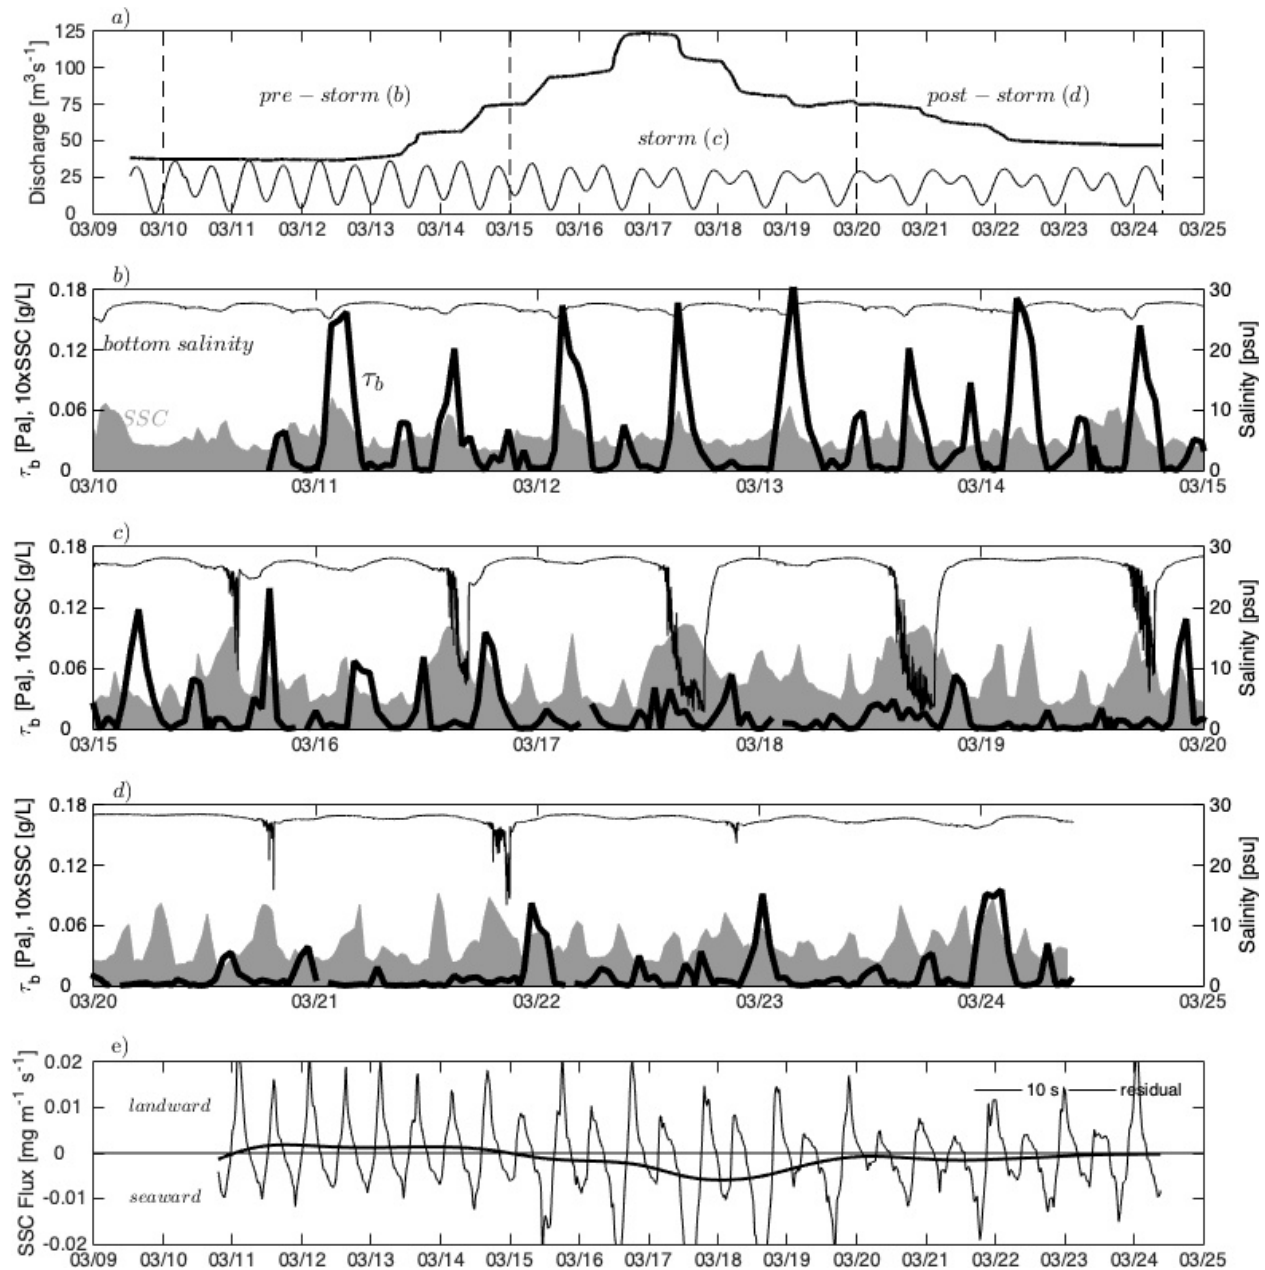 a)
125
100
75
50
25
0
Discharge [m³s⁻¹]
pre − storm (b)
storm (c)
post − storm (d)
03/09 03/10 03/11 03/12 03/13 03/14 03/15 03/16 03/17 03/18 03/19 03/20 03/21 03/22 03/23 03/24 03/25
b)
0.18
0.12
0.06
0
τb [Pa], 10xSSC [g/L]
bottom salinity
τb
SSC
30
20
10
0
Salinity [psu]
03/10 03/11 03/12 03/13 03/14 03/15
c)
0.18
0.12
0.06
0
τb [Pa], 10xSSC [g/L]
30
20
10
0
Salinity [psu]
03/15 03/16 03/17 03/18 03/19 03/20
d)
0.18
0.12
0.06
0
τb [Pa], 10xSSC [g/L]
30
20
10
0
Salinity [psu]
03/20 03/21 03/22 03/23 03/24 03/25
e)
0.02
0.01
0
-0.01
-0.02
SSC Flux [mg m⁻¹ s⁻¹]
landward
seaward
10 s residual
03/09 03/10 03/11 03/12 03/13 03/14 03/15 03/16 03/17 03/18 03/19 03/20 03/21 03/22 03/23 03/24 03/25